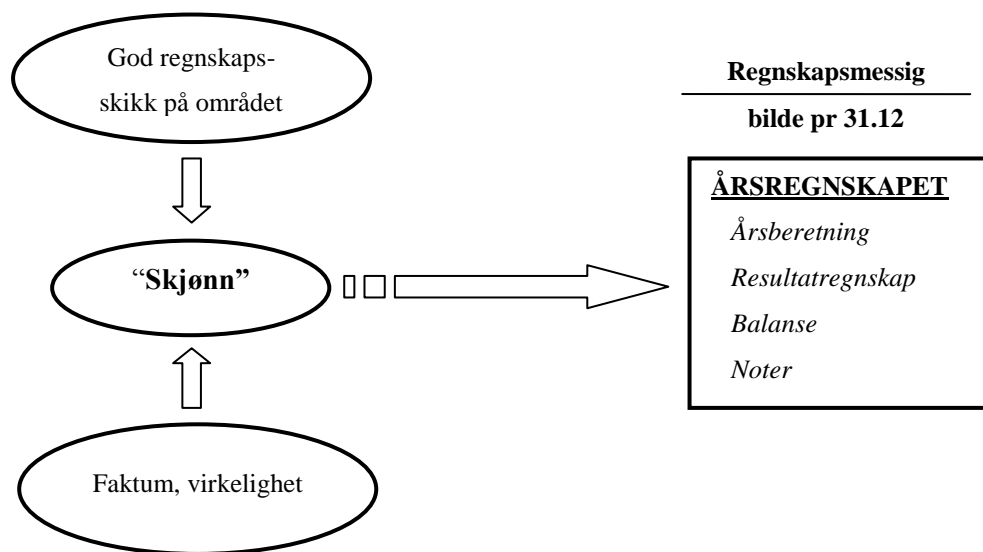 God regnskaps-
skikk på området
“Skjønn”
Faktum, virkelighet
Regnskapsmessig
bilde pr 31.12
ÅRSREGNSKAPET
Årsberetning
Resultatregnskap
Balanse
Noter